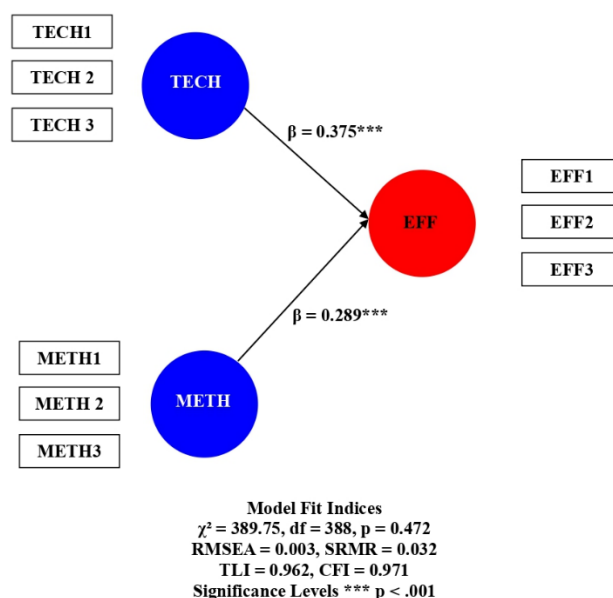 TECH1
TECH 2
TECH 3
TECH
β = 0.375***
EFF
EFF1
EFF2
EFF3
β = 0.289***
METH1
METH 2
METH3
METH
Model Fit Indices
χ² = 389.75, df = 388, p = 0.472
RMSEA = 0.003, SRMR = 0.032
TLI = 0.962, CFI = 0.971
Significance Levels *** p < .001